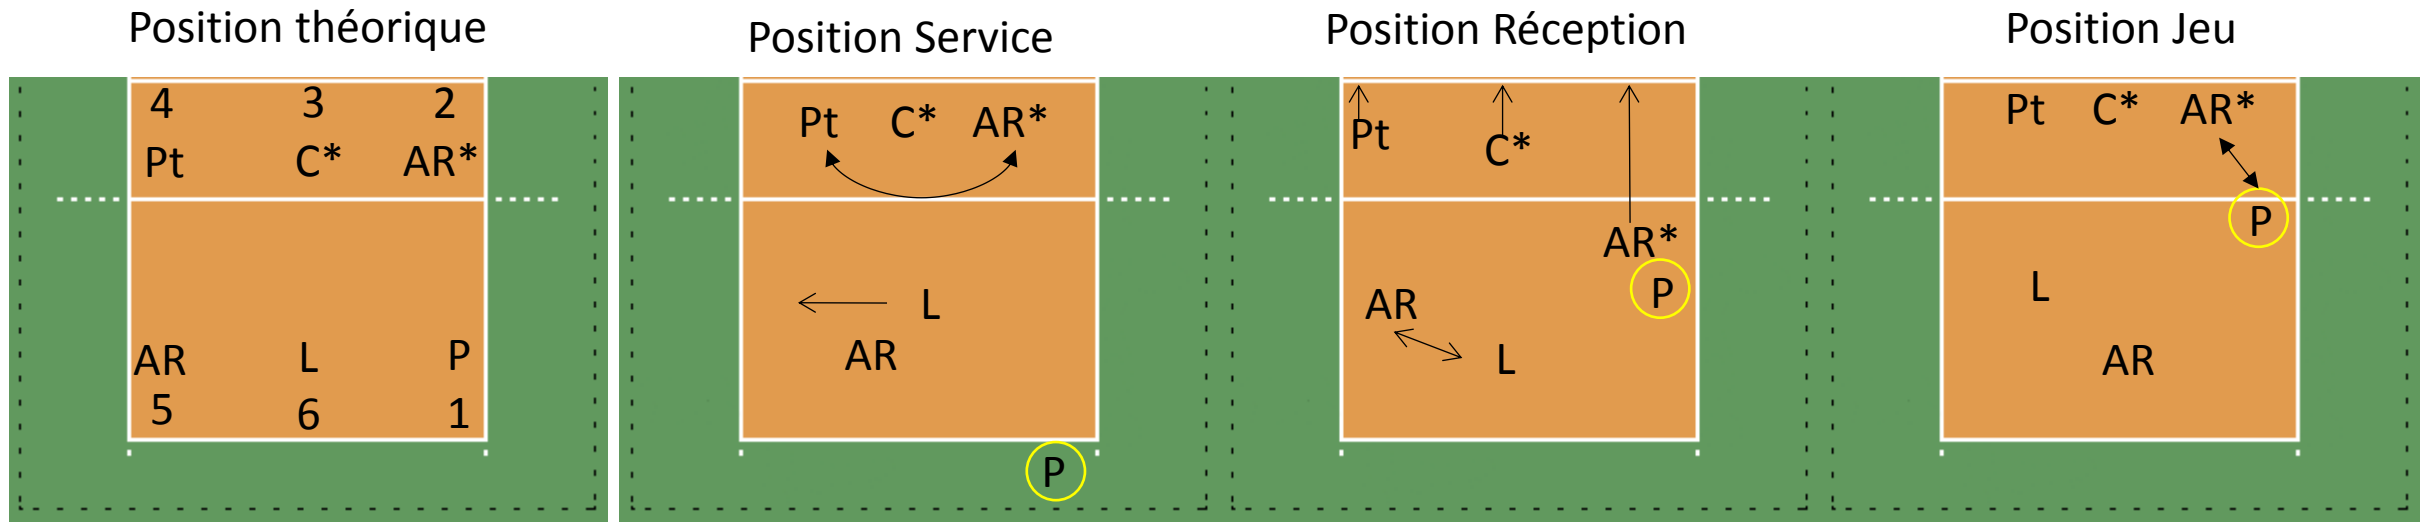 Position théorique
4 3 2
Pt C* AR*
AR L P
5 6 1
Position Service
Pt C* AR*
L
AR
P
Position Réception
Pt C*
AR*
P
AR
L
Position Jeu
Pt C* AR*
P
L
AR